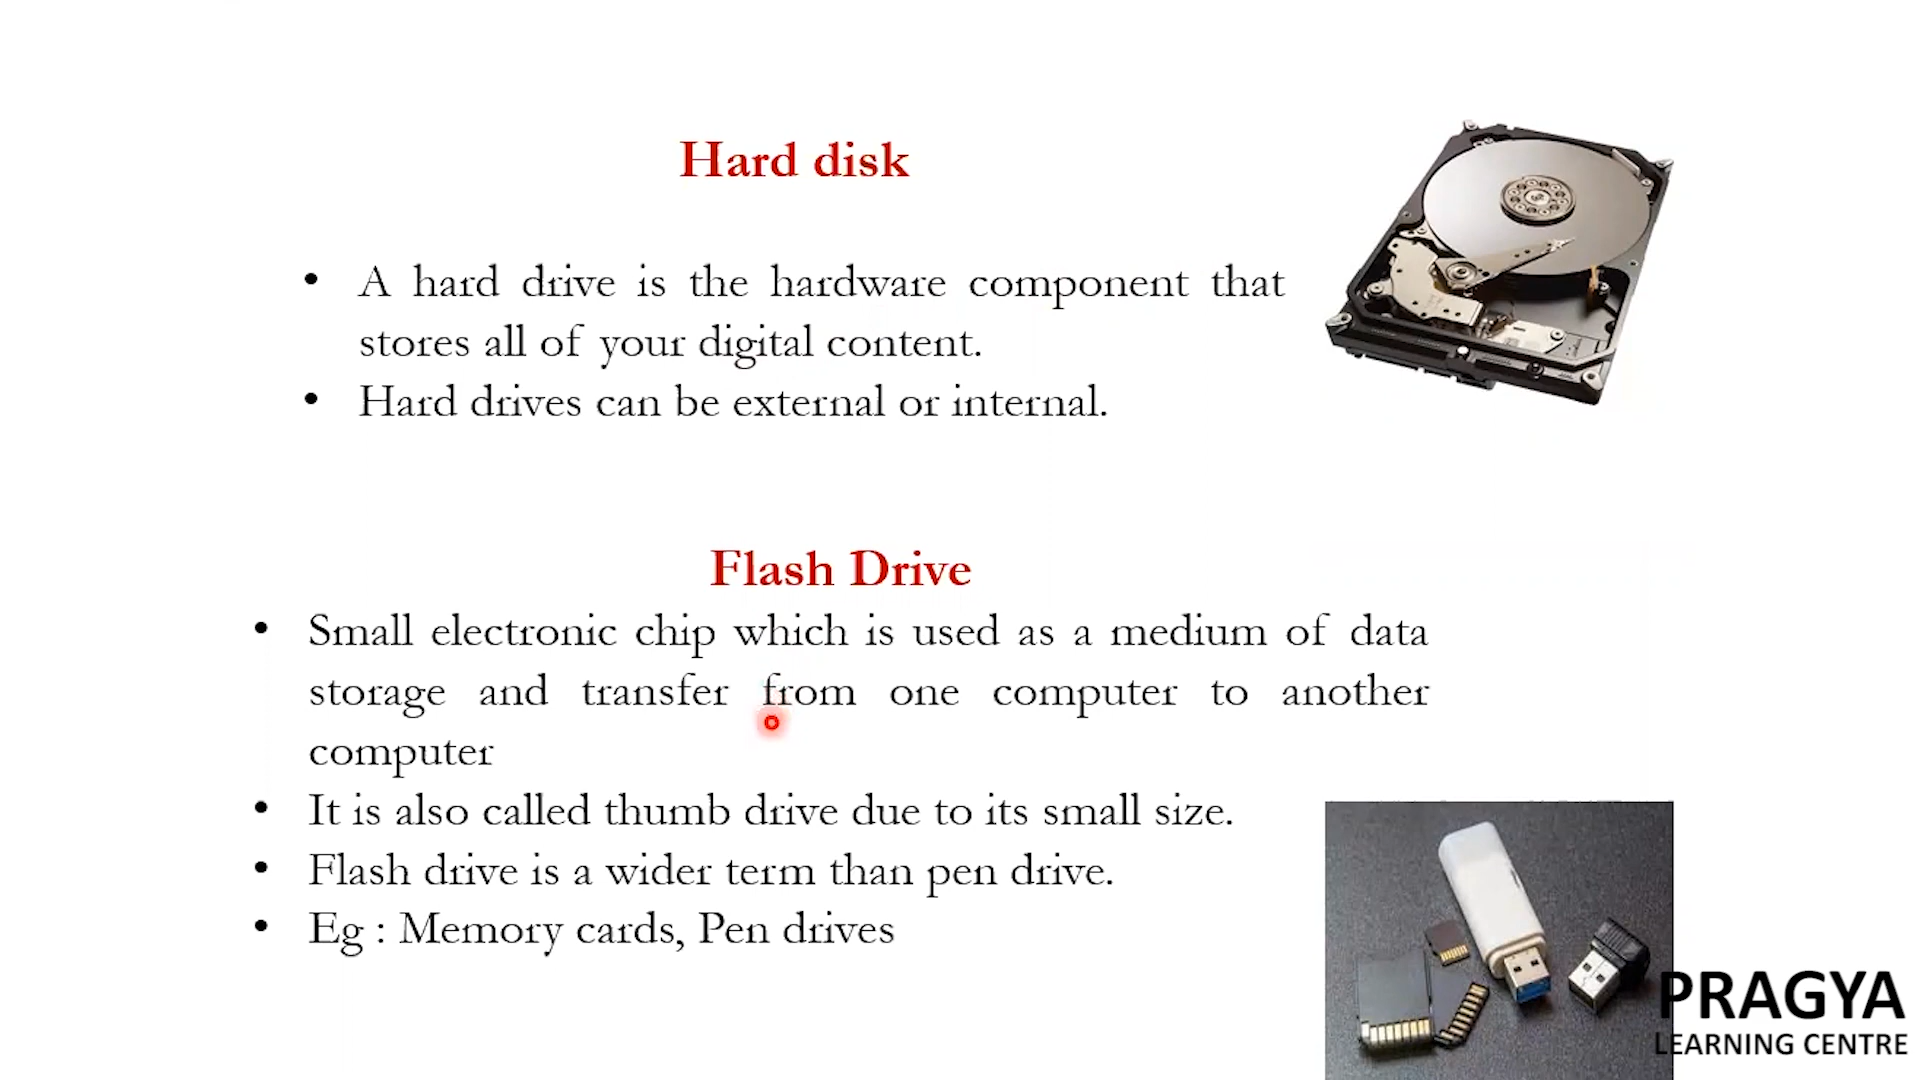 Hard disk
• A hard drive is the hardware component that
stores all of your digital content.
• Hard drives can be external or internal.
Flash Drive
• Small electronic chip which is used as a medium of data
storage and transfer from one computer to another
computer
• It is also called thumb drive due to its small size.
• Flash drive is a wider term than pen drive.
• Eg : Memory cards, Pen drives
PRAGYA
LEARNING CENTRE